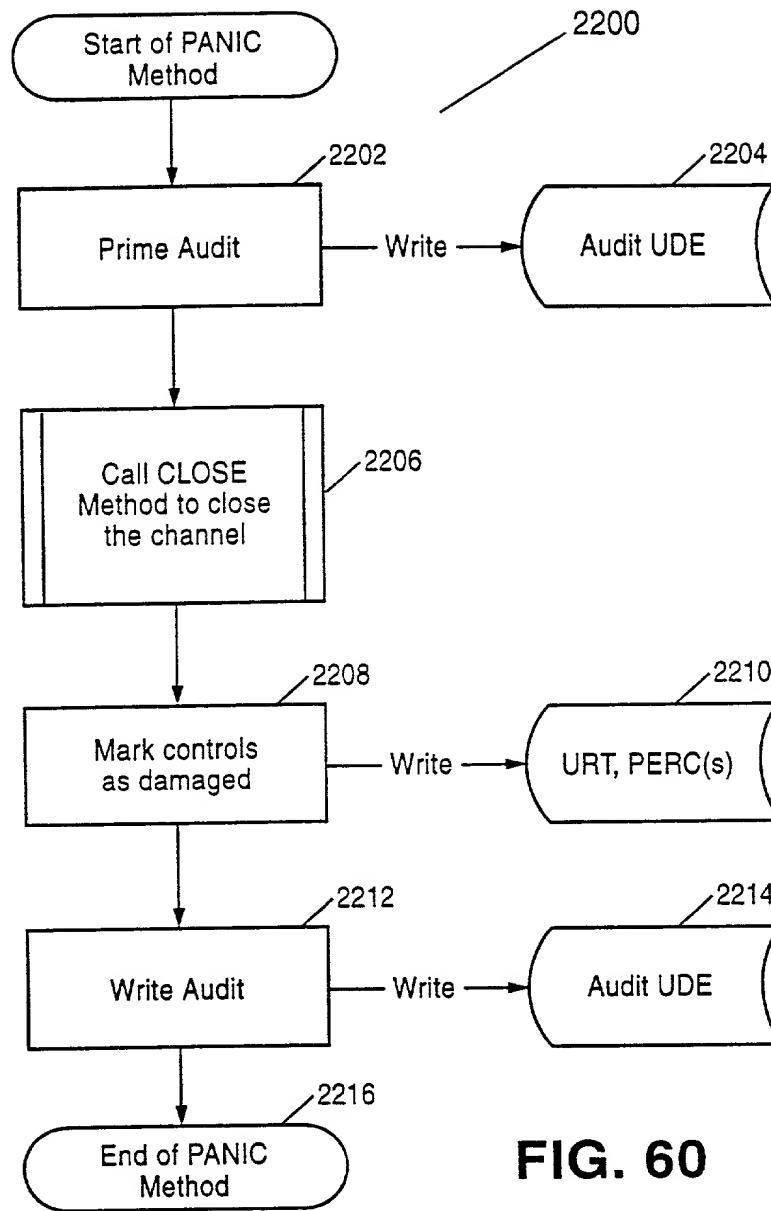 Start of PANIC
Method
2200
2202
Prime Audit
Write
2204
Audit UDE
2206
Call CLOSE
Method to close
the channel
2208
Mark controls
as damaged
Write
2210
URT, PERC(s)
2212
Write Audit
Write
2214
Audit UDE
2216
End of PANIC
Method
FIG. 60